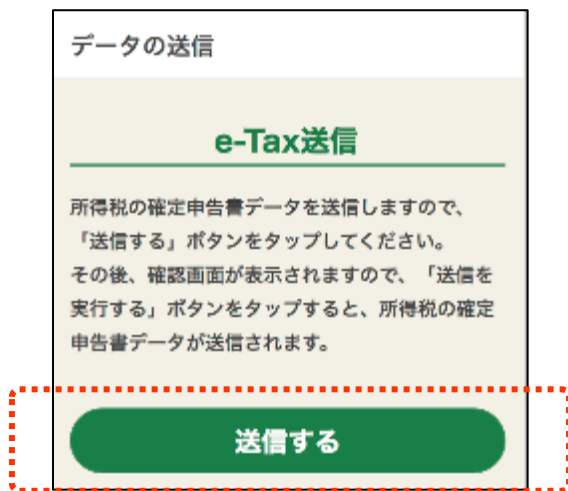 データの送信
e-Tax送信
所得税の確定申告書データを送信しますので、
「送信する」ボタンをタップしてください。
その後、確認画面が表示されますので、「送信を
実行する」ボタンをタップすると、所得税の確定
申告書データが送信されます。
送信する